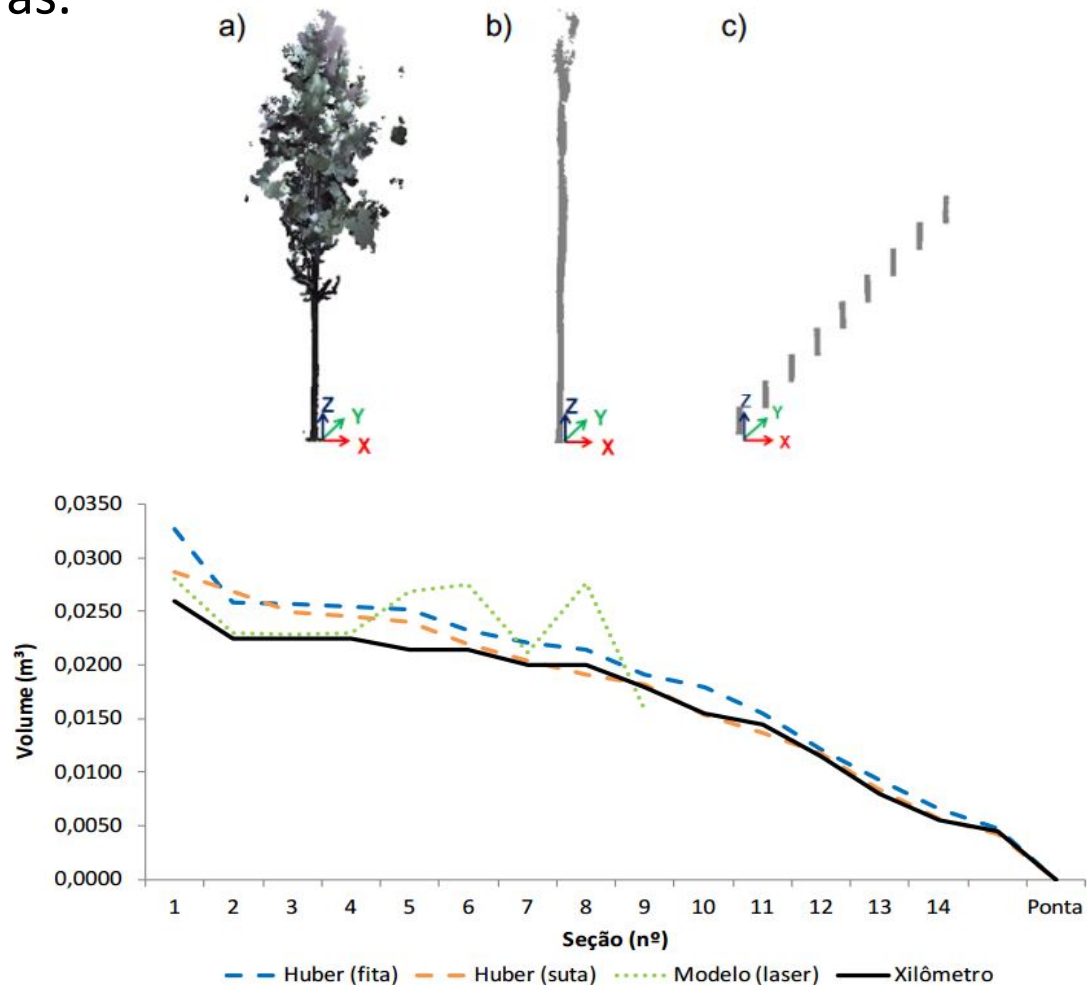 as.
a) b) c)
Z Y X
Z Y X
Z Y X
0,0350
0,0300
0,0250
0,0200
0,0150
0,0100
0,0050
0,0000
Volume (m³)
1 2 3 4 5 6 7 8 9 10 11 12 13 14 Ponta
Seção (nº)
Huber (fita) Huber (suta) Modelo (laser) Xilômetro